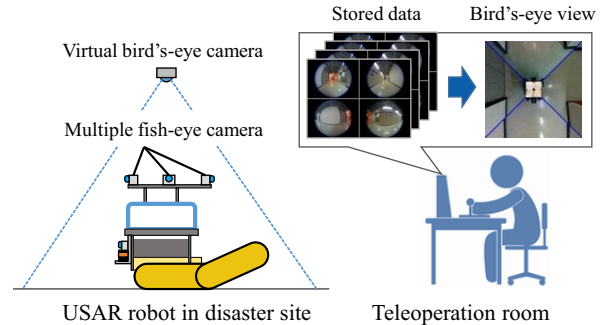 Stored data
Bird's-eye view
Virtual bird's-eye camera
Multiple fish-eye camera
USAR robot in disaster site
Teleoperation room